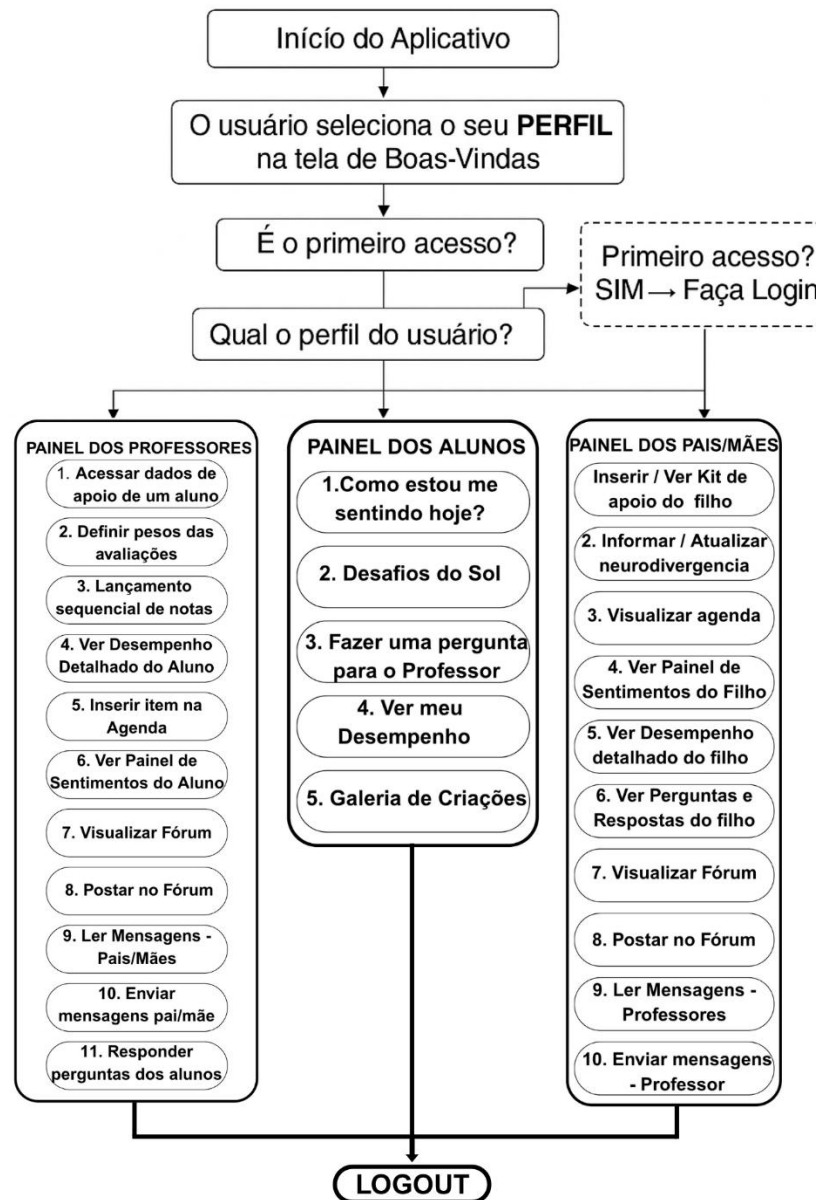 Inícío do Aplicativo
O usuário seleciona o seu PERFIL
na tela de Boas-Vindas
É o primeiro acesso?
Primeiro acesso?
SIM → Faça Login
Qual o perfil do usuário?
PAINEL DOS PROFESSORES
1. Acessar dados de
apoio de um aluno
2. Definir pesos das
avaliações
3. Lançamento
sequencial de notas
4. Ver Desempenho
Detalhado do Aluno
5. Inserir item na
Agenda
6. Ver Painel de
Sentimentos do Aluno
7. Visualizar Fórum
8. Postar no Fórum
9. Ler Mensagens -
Pais/Mães
10. Enviar
mensagens pai/mãe
11. Responder
perguntas dos alunos
PAINEL DOS ALUNOS
1.Como estou me
sentindo hoje?
2. Desafios do Sol
3. Fazer uma pergunta
para o Professor
4. Ver meu
Desempenho
5. Galeria de Criações
PAINEL DOS PAIS/MÃES
Inserir / Ver Kit de
apoio do filho
2. Informar / Atualizar
neurodivergencia
3. Visualizar agenda
4. Ver Painel de
Sentimentos do Filho
5. Ver Desempenho
detalhado do filho
6. Ver Perguntas e
Respostas do filho
7. Visualizar Fórum
8. Postar no Fórum
9. Ler Mensagens -
Professores
10. Enviar mensagens
- Professor
LOGOUT